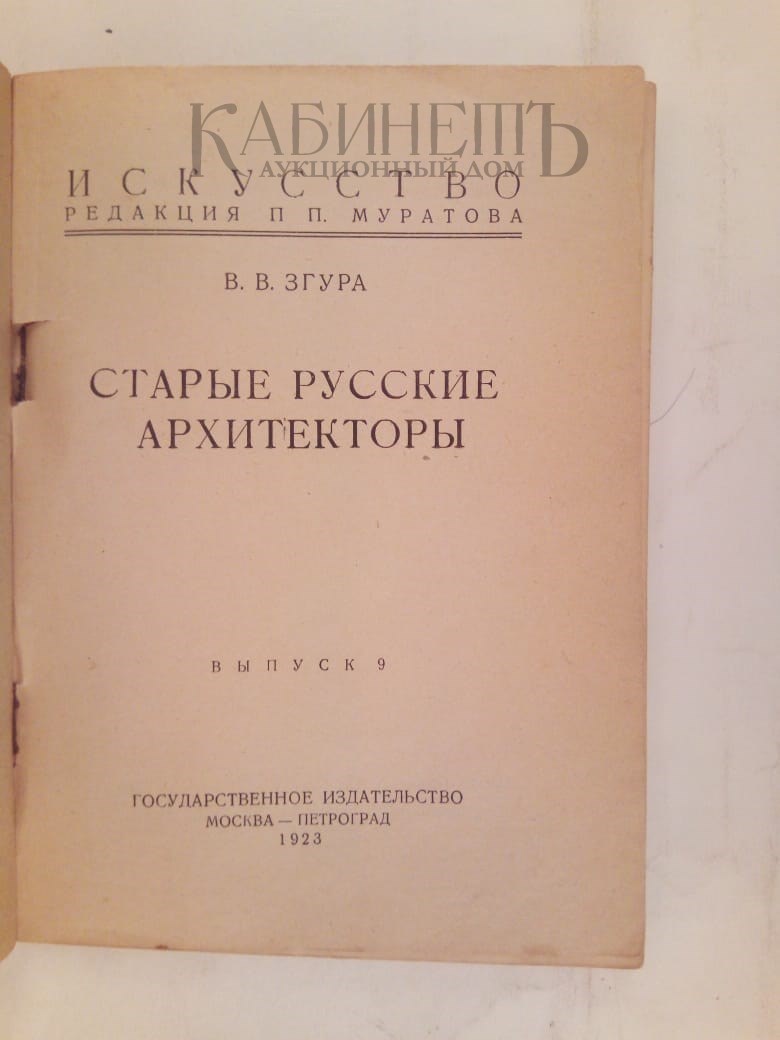 КАБИНЕТЪ
АУКЦИОННЫЙ ДОМ
ИСКУССТВО
РЕДАКЦИЯ П П. МУРАТОВА
В. В. ЗГУРА
СТАРЫЕ РУССКИЕ
АРХИТЕКТОРЫ
ВЫПУСК 9
ГОСУДАРСТВЕННОЕ ИЗДАТЕЛЬСТВО
МОСКВА — ПЕТРОГРАД
1923